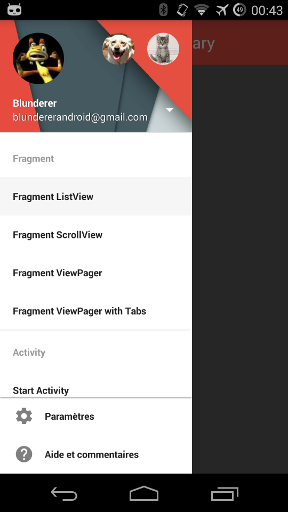 00:43
ary
Blunderer
blundererandroid@gmail.com
Fragment
Fragment ListView
Fragment ScrollView
Fragment ViewPager
Fragment ViewPager with Tabs
Activity
Start Activity
Paramètres
Aide et commentaires